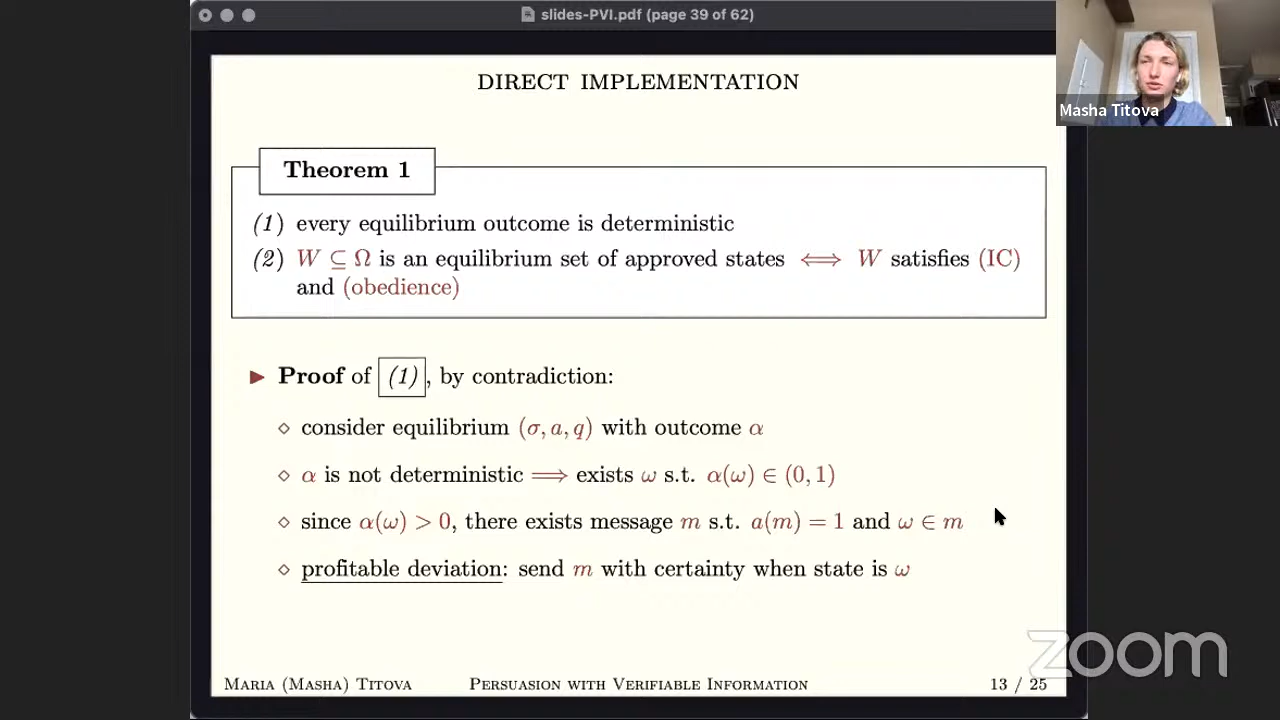 slides-PVI.pdf (page 39 of 62)
Masha Titova
DIRECT IMPLEMENTATION
Theorem 1
(1) every equilibrium outcome is deterministic
(2) W ⊆ Ω is an equilibrium set of approved states ⟺ W satisfies (IC)
and (obedience)
▶ Proof of (1), by contradiction:
⋄ consider equilibrium (σ, a, q) with outcome α
⋄ α is not deterministic ⟹ exists ω s.t. α(ω) ∈ (0, 1)
⋄ since α(ω) > 0, there exists message m s.t. a(m) = 1 and ω ∈ m
⋄ profitable deviation: send m with certainty when state is ω
zoom
Maria (Masha) Titova Persuasion with Verifiable Information 13 / 25